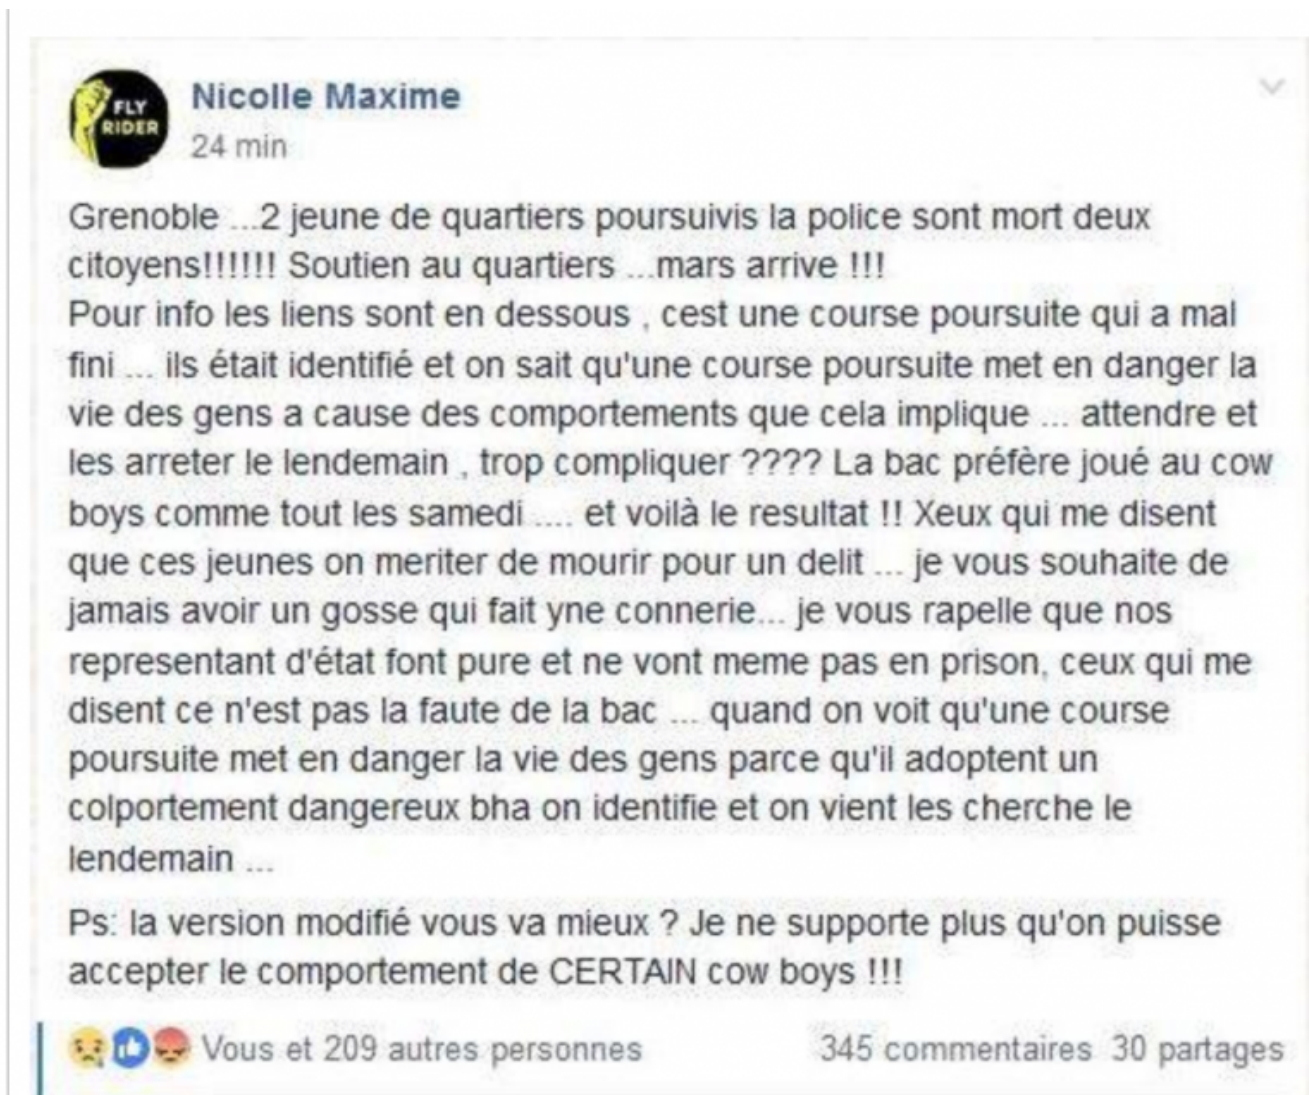 FLY
RIDER
Nicolle Maxime
24 min
Grenoble ...2 jeune de quartiers poursuivis la police sont mort deux
citoyens!!!!!! Soutien au quartiers ...mars arrive !!!
Pour info les liens sont en dessous , cest une course poursuite qui a mal
fini ... ils était identifié et on sait qu'une course poursuite met en danger la
vie des gens a cause des comportements que cela implique ... attendre et
les arreter le lendemain , trop compliquer ???? La bac préfère joué au cow
boys comme tout les samedi .... et voilà le resultat !! Xeux qui me disent
que ces jeunes on meriter de mourir pour un delit ... je vous souhaite de
jamais avoir un gosse qui fait yne connerie... je vous rapelle que nos
representant d'état font pure et ne vont meme pas en prison, ceux qui me
disent ce n'est pas la faute de la bac ... quand on voit qu'une course
poursuite met en danger la vie des gens parce qu'il adoptent un
colportement dangereux bha on identifie et on vient les cherche le
lendemain ...
Ps: la version modifié vous va mieux ? Je ne supporte plus qu'on puisse
accepter le comportement de CERTAIN cow boys !!!
Vous et 209 autres personnes 345 commentaires 30 partages